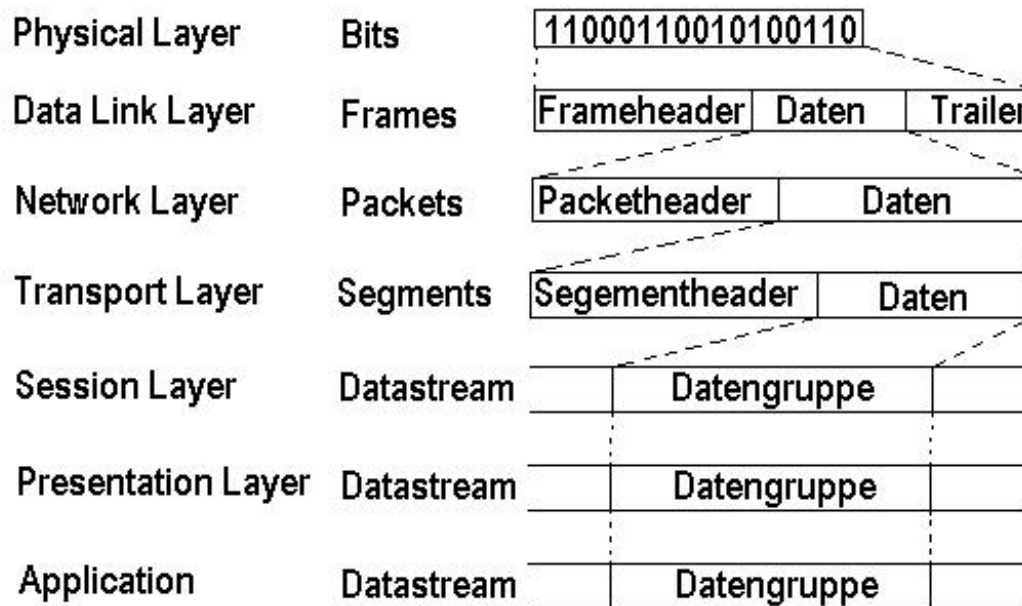 Physical Layer Bits 11000110010100110
Data Link Layer Frames Frameheader Daten Trailer
Network Layer Packets Packetheader Daten
Transport Layer Segments Segementheader Daten
Session Layer Datastream Datengruppe
Presentation Layer Datastream Datengruppe
Application Datastream Datengruppe